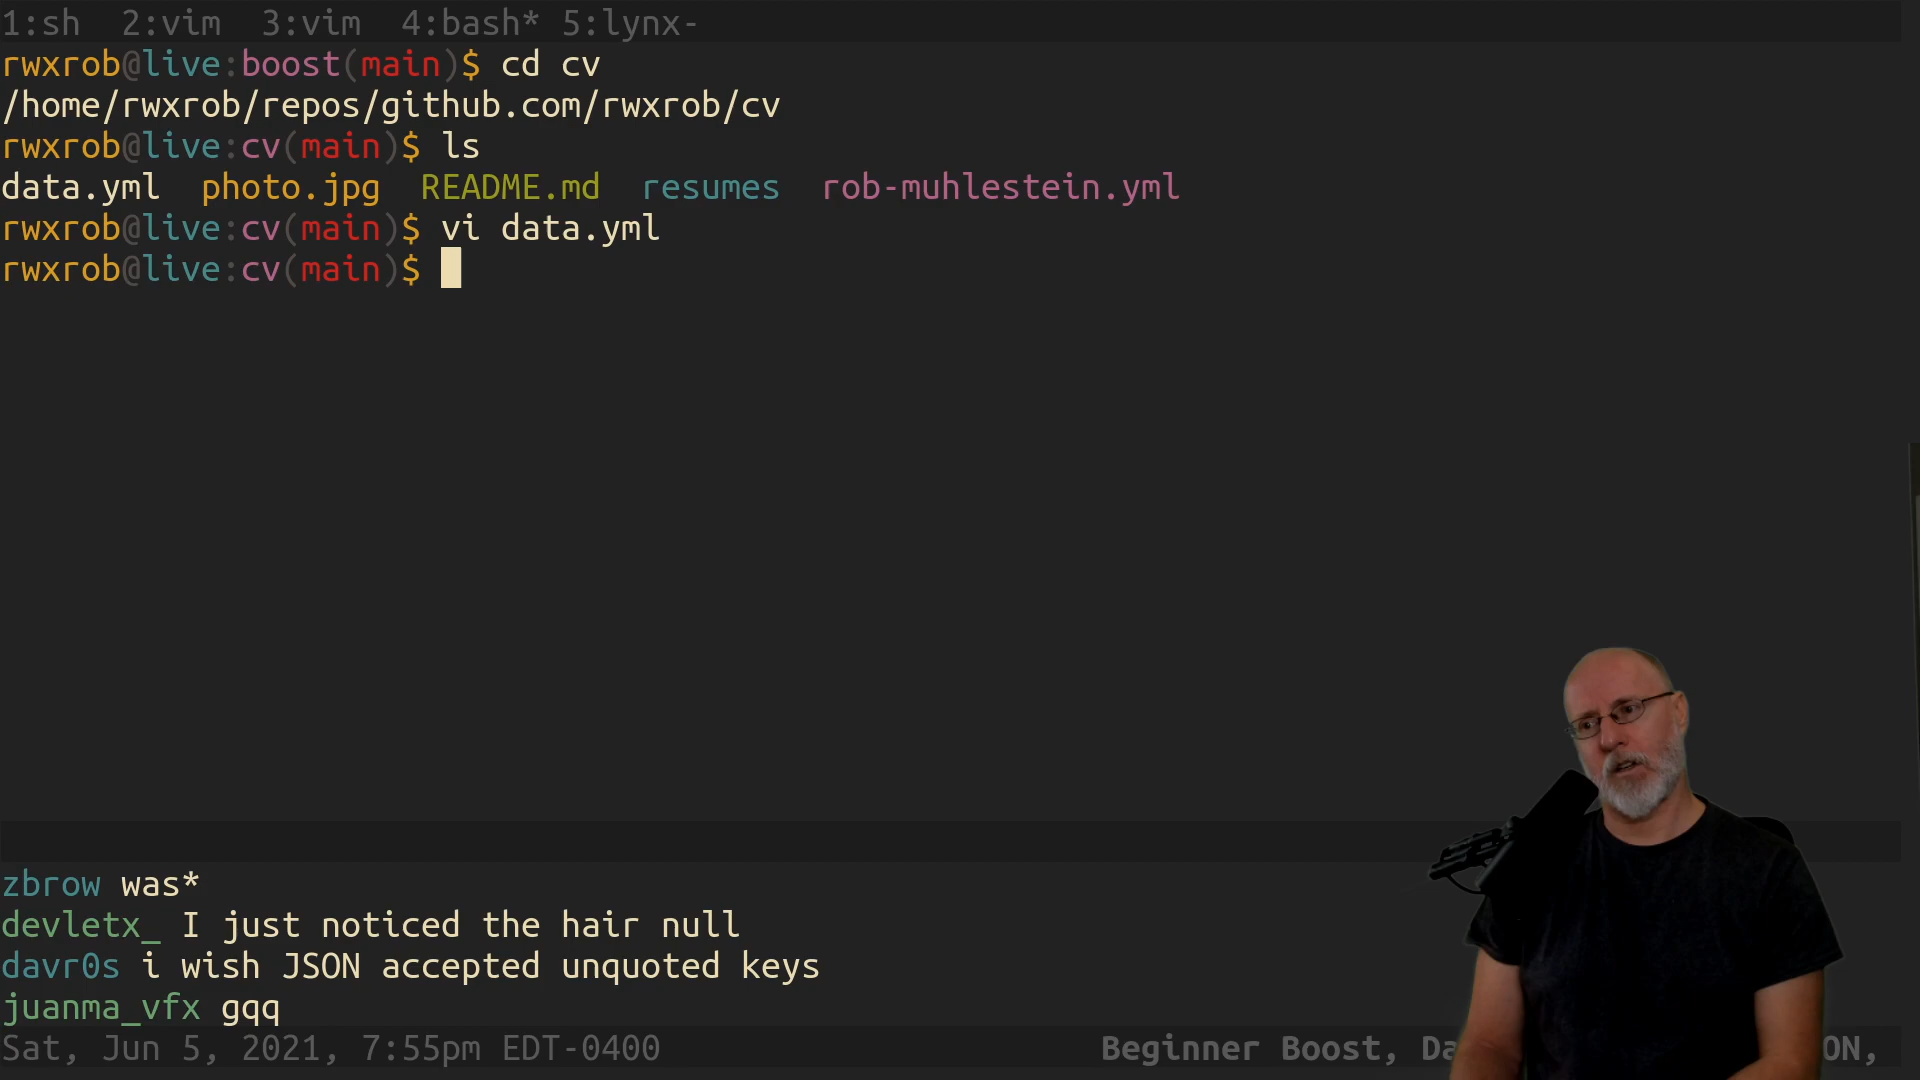 1:sh  2:vim  3:vim  4:bash* 5:lynx-
rwxrob@live:boost(main)$ cd cv
/home/rwxrob/repos/github.com/rwxrob/cv
rwxrob@live:cv(main)$ ls
data.yml  photo.jpg  README.md  resumes  rob-muhlestein.yml
rwxrob@live:cv(main)$ vi data.yml
rwxrob@live:cv(main)$
zbrow was*
devletx_ I just noticed the hair null
davr0s i wish JSON accepted unquoted keys
juanma_vfx gqq
Sat, Jun 5, 2021, 7:55pm EDT-0400 Beginner Boost,